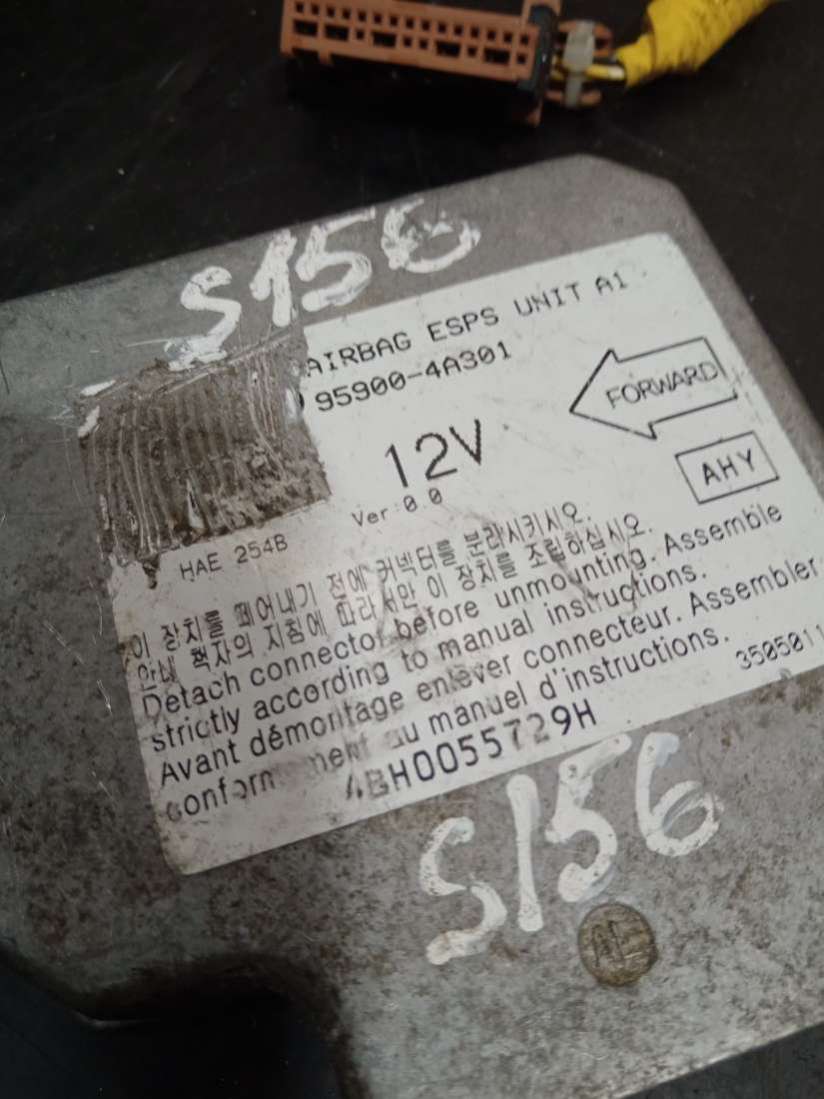 S156
AIRBAG ESPS UNIT A1
95900-4A301
FORWARD
12V
AHY
Ver:0.0
HAE 254B
이 장치를 떼어내기 전에 커넥터를 분리시키시오.
안내 책자의 지침에 따라서만 이 장치를 조립하십시오.
Detach connector before unmounting. Assemble
strictly according to manual instructions.
Avant démontage enlever connecteur. Assembler
au manuel d'instructions.
3505011
4BH0055729H
S156